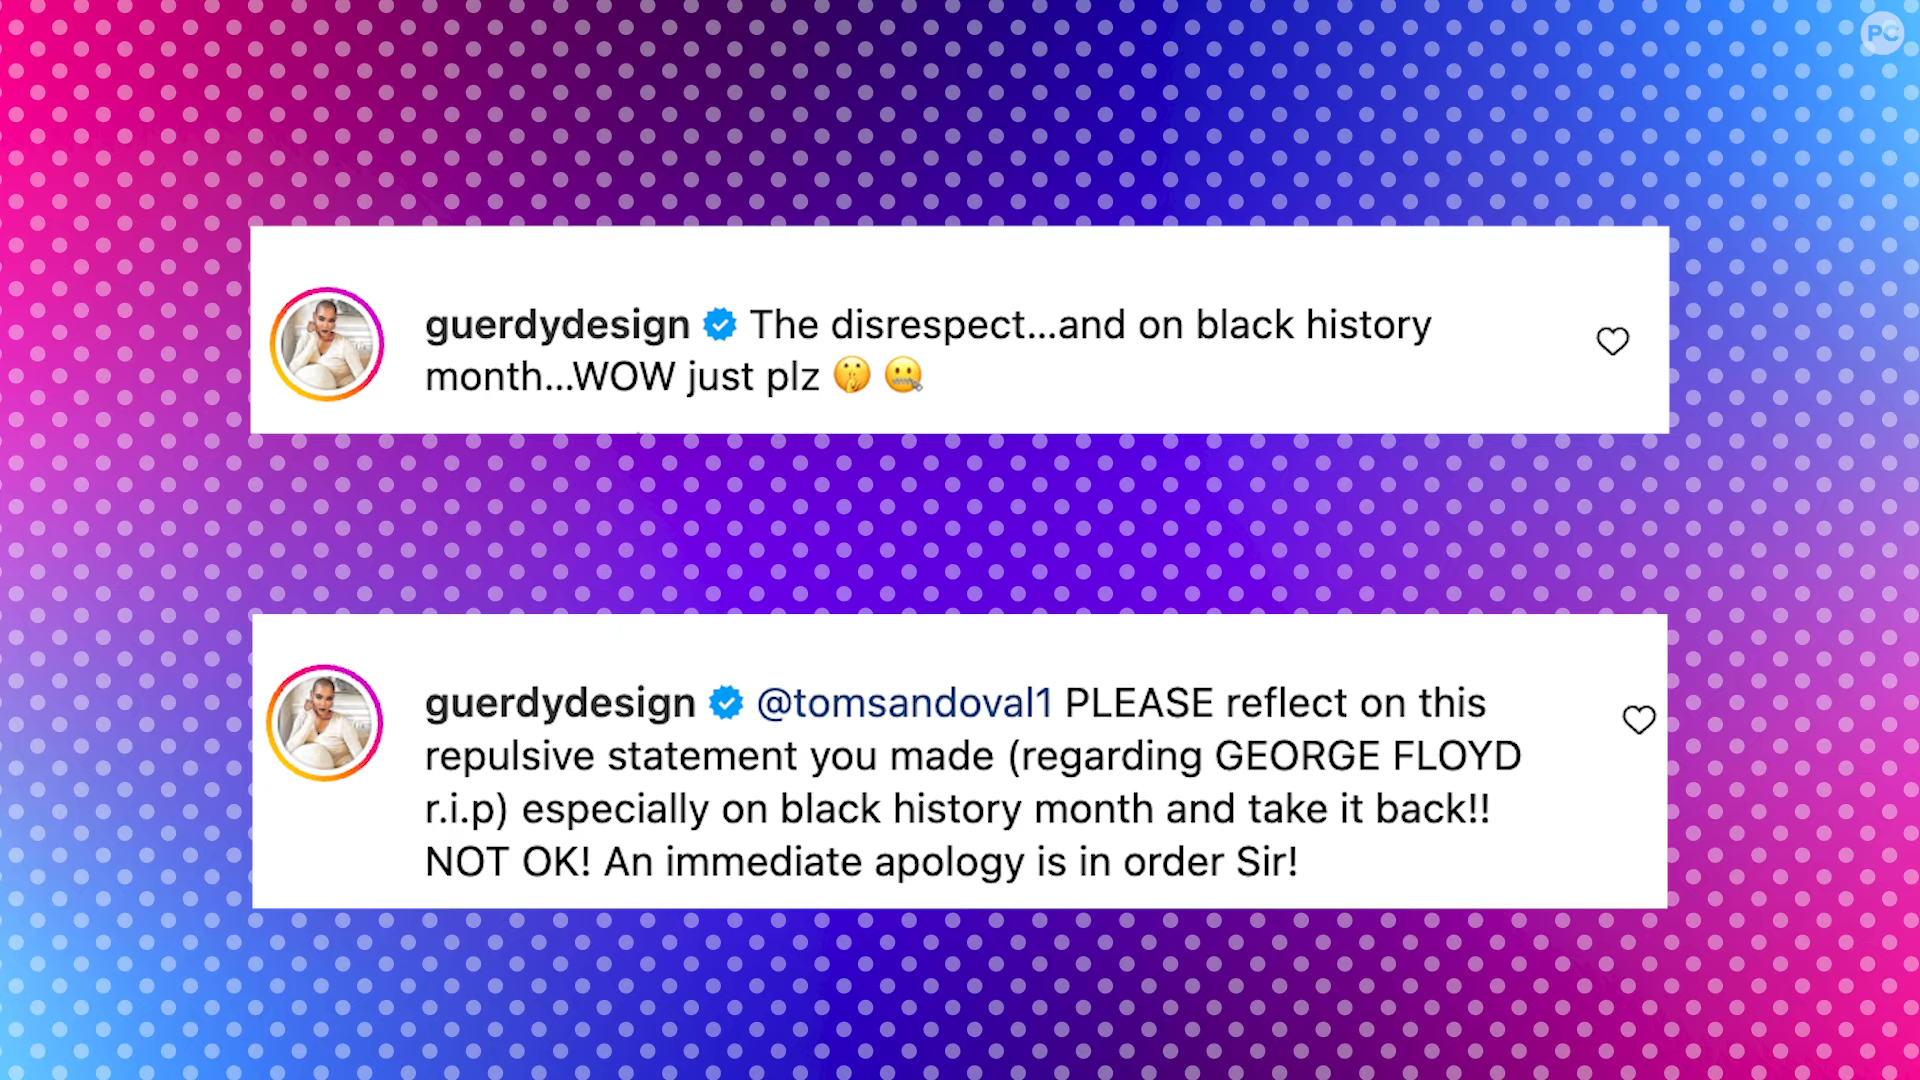 PC
guerdydesign The disrespect...and on black history
month...WOW just plz 🤫 🤐
guerdydesign @tomsandoval1 PLEASE reflect on this
repulsive statement you made (regarding GEORGE FLOYD
r.i.p) especially on black history month and take it back!!
NOT OK! An immediate apology is in order Sir!